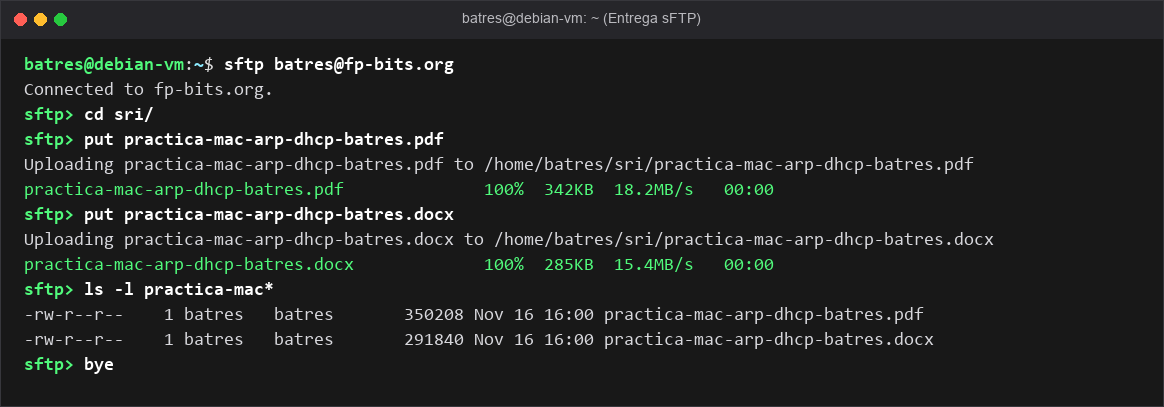 batres@debian-vm: ~ (Entrega sFTP)
batres@debian-vm:~$ sftp batres@fp-bits.org
Connected to fp-bits.org.
sftp> cd sri/
sftp> put practica-mac-arp-dhcp-batres.pdf
Uploading practica-mac-arp-dhcp-batres.pdf to /home/batres/sri/practica-mac-arp-dhcp-batres.pdf
practica-mac-arp-dhcp-batres.pdf              100%  342KB  18.2MB/s   00:00
sftp> put practica-mac-arp-dhcp-batres.docx
Uploading practica-mac-arp-dhcp-batres.docx to /home/batres/sri/practica-mac-arp-dhcp-batres.docx
practica-mac-arp-dhcp-batres.docx             100%  285KB  15.4MB/s   00:00
sftp> ls -l practica-mac*
-rw-r--r--    1 batres   batres       350208 Nov 16 16:00 practica-mac-arp-dhcp-batres.pdf
-rw-r--r--    1 batres   batres       291840 Nov 16 16:00 practica-mac-arp-dhcp-batres.docx
sftp> bye